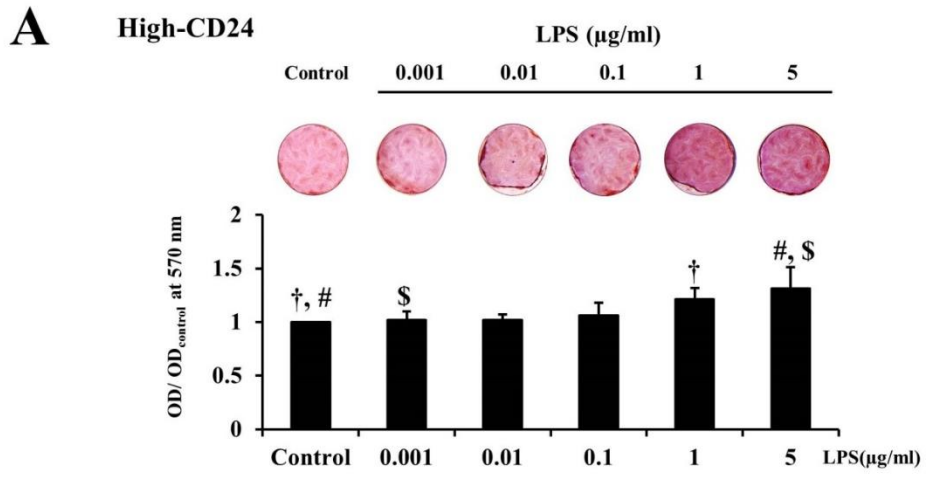 A High-CD24
LPS (µg/ml)
Control 0.001 0.01 0.1 1 5
OD/ ODcontrol at 570 nm
2
1.5
1
0.5
0
†, # $ † #, $
Control 0.001 0.01 0.1 1 5 LPS(µg/ml)